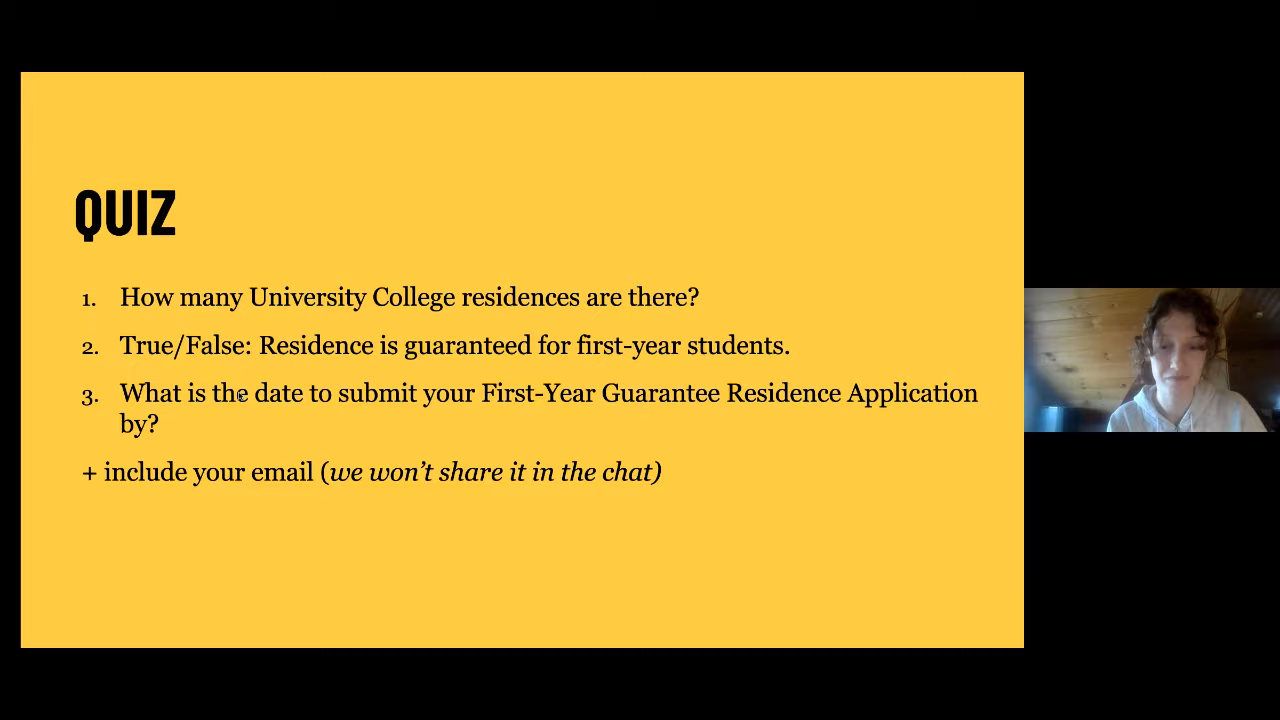 QUIZ
1. How many University College residences are there?
2. True/False: Residence is guaranteed for first-year students.
3. What is the date to submit your First-Year Guarantee Residence Application
by?
+ include your email (we won’t share it in the chat)